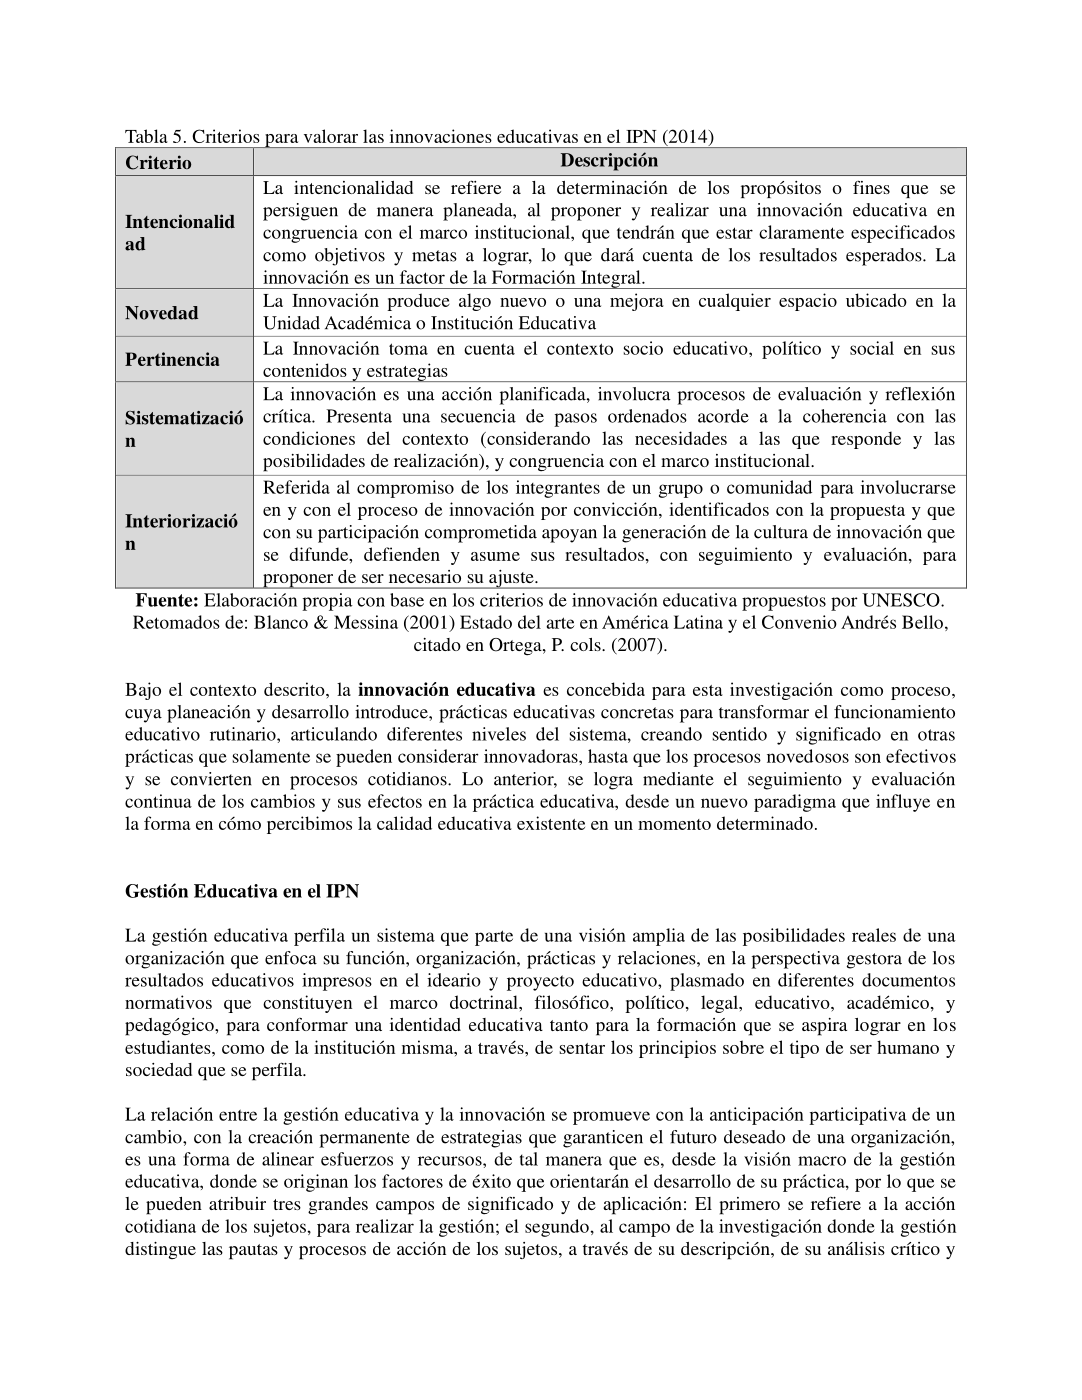 Tabla 5. Criterios para valorar las innovaciones educativas en el IPN (2014)
Criterio
Descripción
Intencionalid
ad
La intencionalidad se refiere a la determinación de los propósitos o fines que se
persiguen de manera planeada, al proponer y realizar una innovación educativa en
congruencia con el marco institucional, que tendrán que estar claramente especificados
como objetivos y metas a lograr, lo que dará cuenta de los resultados esperados. La
innovación es un factor de la Formación Integral.
Novedad
La Innovación produce algo nuevo o una mejora en cualquier espacio ubicado en la
Unidad Académica o Institución Educativa
Pertinencia
La Innovación toma en cuenta el contexto socio educativo, político y social en sus
contenidos y estrategias
Sistematizació
n
La innovación es una acción planificada, involucra procesos de evaluación y reflexión
crítica. Presenta una secuencia de pasos ordenados acorde a la coherencia con las
condiciones del contexto (considerando las necesidades a las que responde y las
posibilidades de realización), y congruencia con el marco institucional.
Interiorizació
n
Referida al compromiso de los integrantes de un grupo o comunidad para involucrarse
en y con el proceso de innovación por convicción, identificados con la propuesta y que
con su participación comprometida apoyan la generación de la cultura de innovación que
se difunde, defienden y asume sus resultados, con seguimiento y evaluación, para
proponer de ser necesario su ajuste.
Fuente: Elaboración propia con base en los criterios de innovación educativa propuestos por UNESCO.
Retomados de: Blanco & Messina (2001) Estado del arte en América Latina y el Convenio Andrés Bello,
citado en Ortega, P. cols. (2007).
Bajo el contexto descrito, la innovación educativa es concebida para esta investigación como proceso,
cuya planeación y desarrollo introduce, prácticas educativas concretas para transformar el funcionamiento
educativo rutinario, articulando diferentes niveles del sistema, creando sentido y significado en otras
prácticas que solamente se pueden considerar innovadoras, hasta que los procesos novedosos son efectivos
y se convierten en procesos cotidianos. Lo anterior, se logra mediante el seguimiento y evaluación
continua de los cambios y sus efectos en la práctica educativa, desde un nuevo paradigma que influye en
la forma en cómo percibimos la calidad educativa existente en un momento determinado.
Gestión Educativa en el IPN
La gestión educativa perfila un sistema que parte de una visión amplia de las posibilidades reales de una
organización que enfoca su función, organización, prácticas y relaciones, en la perspectiva gestora de los
resultados educativos impresos en el ideario y proyecto educativo, plasmado en diferentes documentos
normativos que constituyen el marco doctrinal, filosófico, político, legal, educativo, académico, y
pedagógico, para conformar una identidad educativa tanto para la formación que se aspira lograr en los
estudiantes, como de la institución misma, a través, de sentar los principios sobre el tipo de ser humano y
sociedad que se perfila.
La relación entre la gestión educativa y la innovación se promueve con la anticipación participativa de un
cambio, con la creación permanente de estrategias que garanticen el futuro deseado de una organización,
es una forma de alinear esfuerzos y recursos, de tal manera que es, desde la visión macro de la gestión
educativa, donde se originan los factores de éxito que orientarán el desarrollo de su práctica, por lo que se
le pueden atribuir tres grandes campos de significado y de aplicación: El primero se refiere a la acción
cotidiana de los sujetos, para realizar la gestión; el segundo, al campo de la investigación donde la gestión
distingue las pautas y procesos de acción de los sujetos, a través de su descripción, de su análisis crítico y